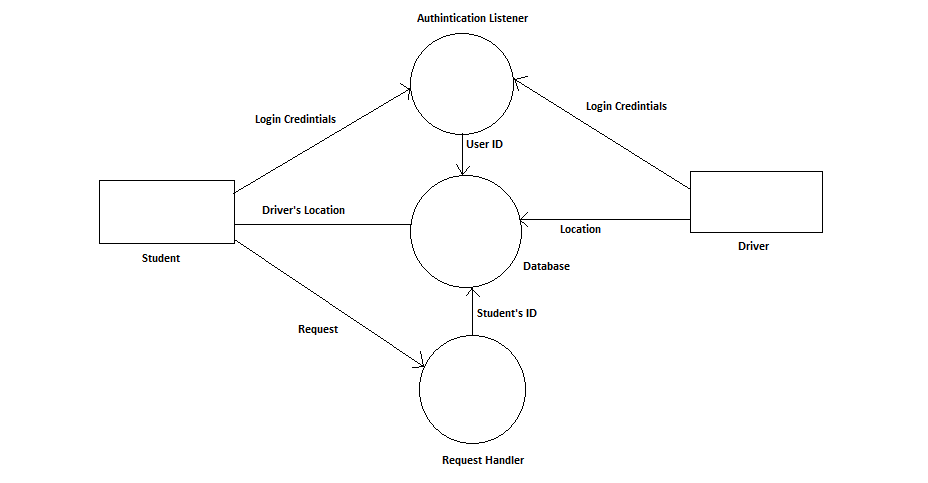 Authintication Listener
Login Credintials
Login Credintials
User ID
Driver's Location
Location
Driver
Student
Database
Student's ID
Request
Request Handler